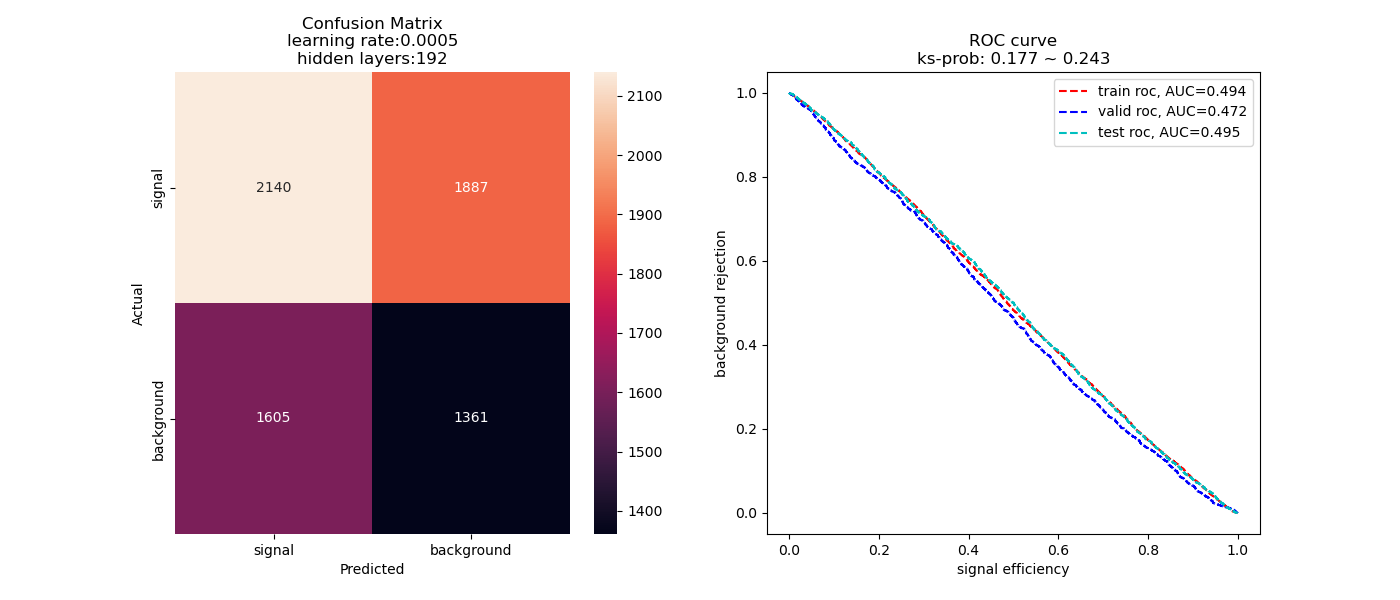 Confusion Matrix
learning rate:0.0005
hidden layers:192
signal
background
Actual
2140
1887
1605
1361
signal
background
Predicted
2100
2000
1900
1800
1700
1600
1500
1400
ROC curve
ks-prob: 0.177 ~ 0.243
train roc, AUC=0.494
valid roc, AUC=0.472
test roc, AUC=0.495
background rejection
1.0
0.8
0.6
0.4
0.2
0.0
0.0
0.2
0.4
0.6
0.8
1.0
signal efficiency